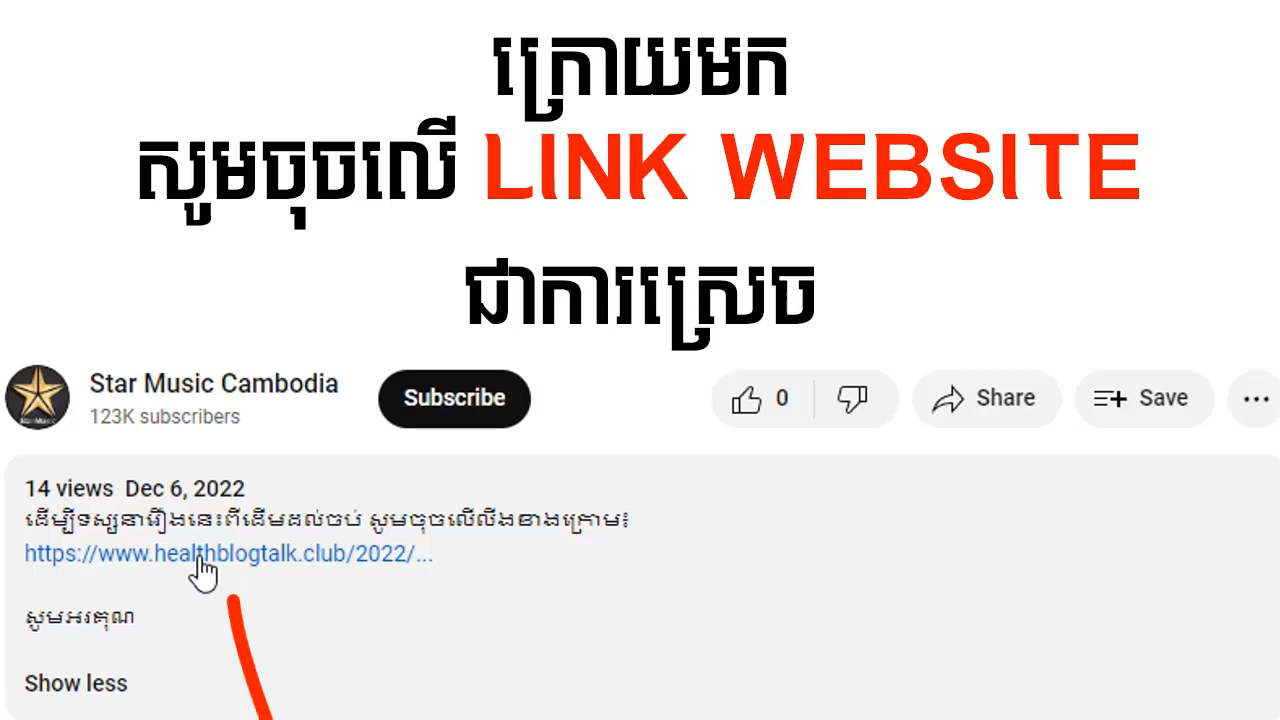 ក្រោយមក
សូមចុចលើ LINK WEBSITE
ជាការស្រេច
Star Music Cambodia
123K subscribers
Subscribe
0
Share
Save
14 views Dec 6, 2022
ដើម្បីទស្សនារឿងនេះពីដើមដល់ចប់ សូមចុចលើលីងខាងក្រោម៖
https://www.healthblogtalk.club/2022/...
សូមអរគុណ
Show less